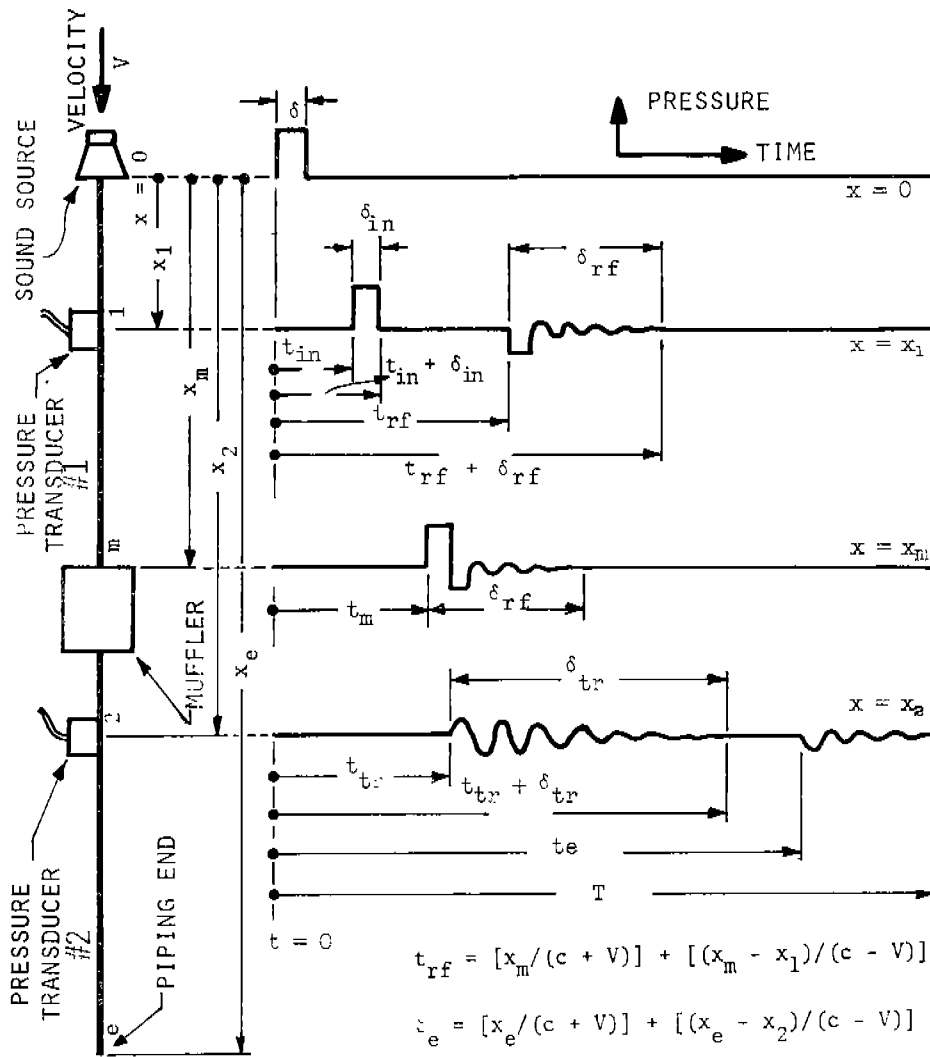 VELOCITY
V
δ
PRESSURE
TIME
SOUND SOURCE
x = 0
x = 0
x₁
δin
δrf
1
tin
tin + δin
x = x₁
xm
trf
trf + δrf
x₂
PRESSURE
TRANSDUCER
#1
m
x = xm
tm
δrf
MUFFLER
xe
δtr
2
x = x₂
ttr
ttr + δtr
te
T
PRESSURE
TRANSDUCER
#2
PIPING END
e
t = 0
trf = [xm/(c + V)] + [(xm - x1)/(c - V)]
te = [xe/(c + V)] + [(xe - x2)/(c - V)]